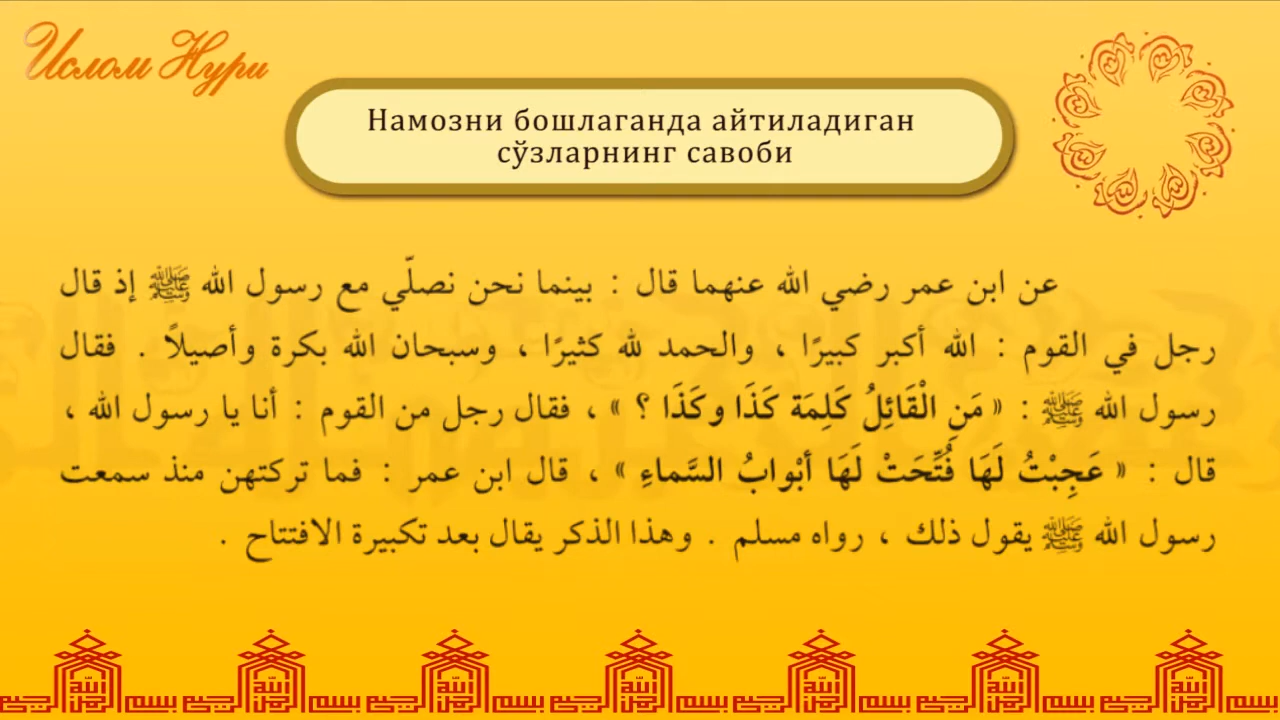 Ислом Нури
Намозни бошлаганда айтиладиган
сўзларнинг савоби
عن ابن عمر رضي الله عنهما قال : بينما نحن نصلّي مع رسول الله ﷺ إذ قال
رجل في القوم : الله أكبر كبيرًا ، والحمد لله كثيرًا ، وسبحان الله بكرة وأصيلاً . فقال
رسول الله ﷺ : « مَنِ الْقَائِلُ كَلِمَة كَذَا وكَذَا ؟ » ، فقال رجل من القوم : أنا يا رسول الله ،
قال : « عَجِبْتُ لَهَا فُتِّحَتْ لَهَا أبْوابُ السَّماءِ » ، قال ابن عمر : فما تركتهن منذ سمعت
رسول الله ﷺ يقول ذلك ، رواه مسلم . وهذا الذكر يقال بعد تكبيرة الافتتاح .